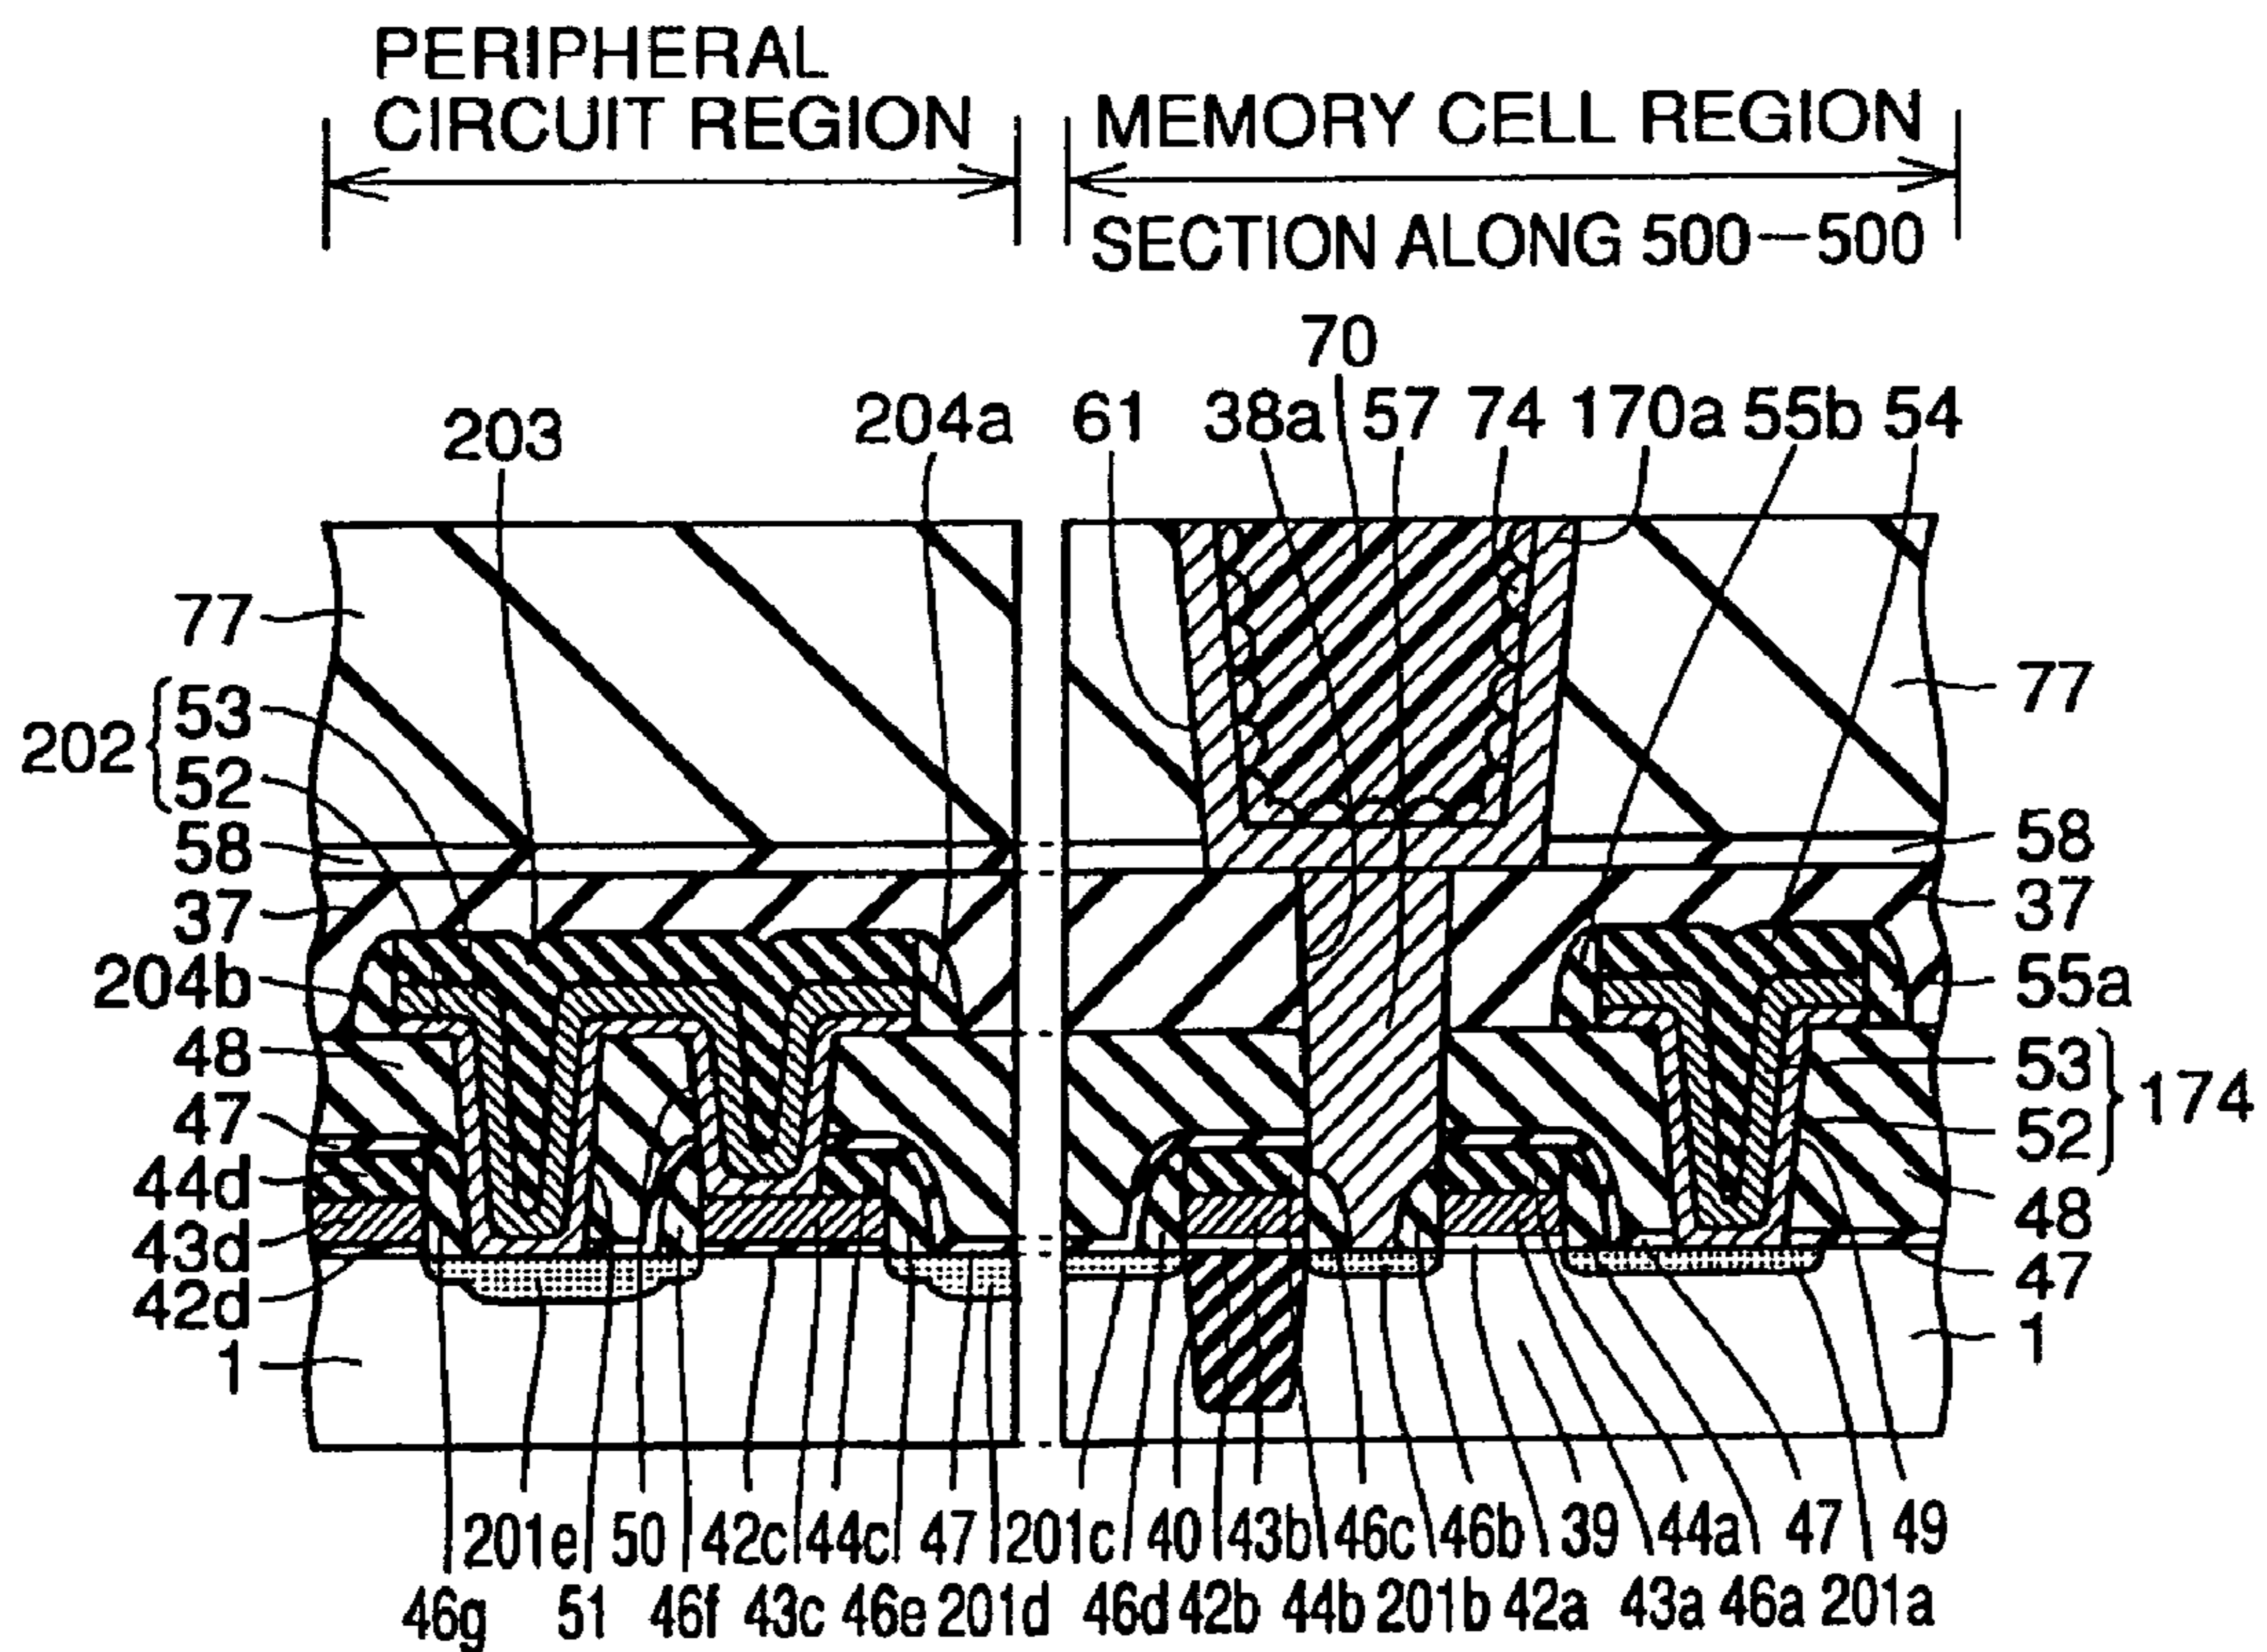 PERIPHERAL
CIRCUIT REGION
MEMORY CELL REGION
SECTION ALONG 500—500
70
203
204a
61
38a
57
74
170a
55b
54
77
202
53
52
58
37
204b
48
47
44d
43d
42d
1
77
58
37
55a
53
52
174
48
47
1
201e
50
42c
44c
47
201c
40
43b
46c
46b
39
44a
47
49
46g
51
46f
43c
46e
201d
46d
42b
44b
201b
42a
43a
46a
201a